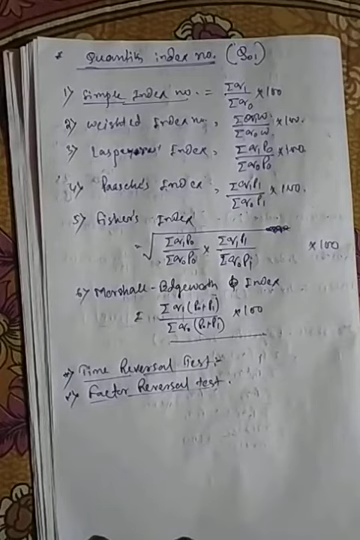 * Quantity index no. (Q01)
1) Simple Index no. = Σq1/Σq0 × 100
2) Weighted Index no, Σq1w/Σq0w × 100.
3) Laspeyres' Index, Σq1P0/Σq0P0 × 100.
4) Paasche's Index, Σq1P1/Σq0P1 × 100.
5) Fisher's Index
= √(Σq1P0/Σq0P0 × Σq1P1/Σq0P1) × 100
6) Marshall-Edgeworth Index
= Σq1(P0+P1)/Σq0(P0+P1) × 100
*) Time Reversal Test:-
*) Factor Reversal test.